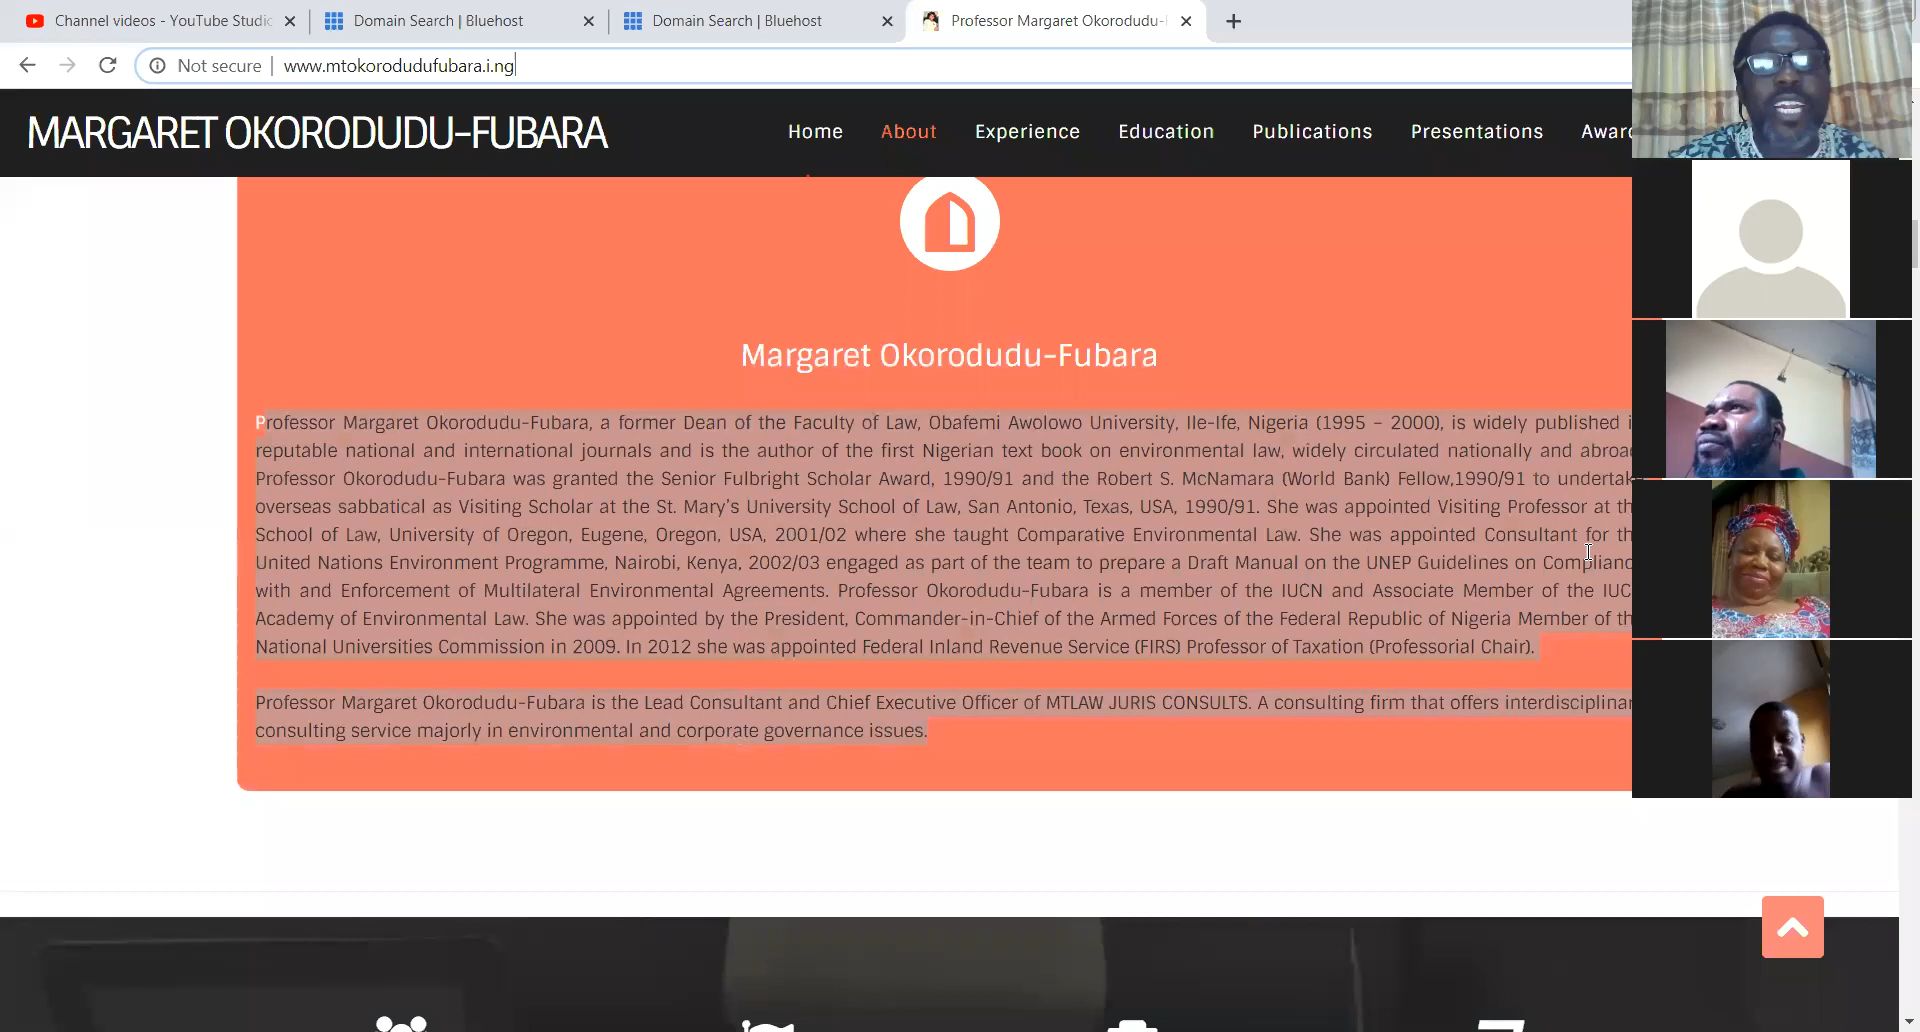 Channel videos - YouTube Studio
Domain Search | Bluehost
Domain Search | Bluehost
Professor Margaret Okorodudu-
Not secure
www.mtokorodudufubara.i.ng
MARGARET OKORODUDU-FUBARA
Home
About
Experience
Education
Publications
Presentations
Award
Margaret Okorodudu-Fubara
Professor Margaret Okorodudu-Fubara, a former Dean of the Faculty of Law, Obafemi Awolowo University, Ile-Ife, Nigeria (1995 – 2000), is widely published i
reputable national and international journals and is the author of the first Nigerian text book on environmental law, widely circulated nationally and abroad
Professor Okorodudu-Fubara was granted the Senior Fulbright Scholar Award, 1990/91 and the Robert S. McNamara (World Bank) Fellow,1990/91 to undertak
overseas sabbatical as Visiting Scholar at the St. Mary’s University School of Law, San Antonio, Texas, USA, 1990/91. She was appointed Visiting Professor at th
School of Law, University of Oregon, Eugene, Oregon, USA, 2001/02 where she taught Comparative Environmental Law. She was appointed Consultant for th
United Nations Environment Programme, Nairobi, Kenya, 2002/03 engaged as part of the team to prepare a Draft Manual on the UNEP Guidelines on Complianc
with and Enforcement of Multilateral Environmental Agreements. Professor Okorodudu-Fubara is a member of the IUCN and Associate Member of the IUC
Academy of Environmental Law. She was appointed by the President, Commander-in-Chief of the Armed Forces of the Federal Republic of Nigeria Member of th
National Universities Commission in 2009. In 2012 she was appointed Federal Inland Revenue Service (FIRS) Professor of Taxation (Professorial Chair).
Professor Margaret Okorodudu-Fubara is the Lead Consultant and Chief Executive Officer of MTLAW JURIS CONSULTS. A consulting firm that offers interdisciplinar
consulting service majorly in environmental and corporate governance issues.